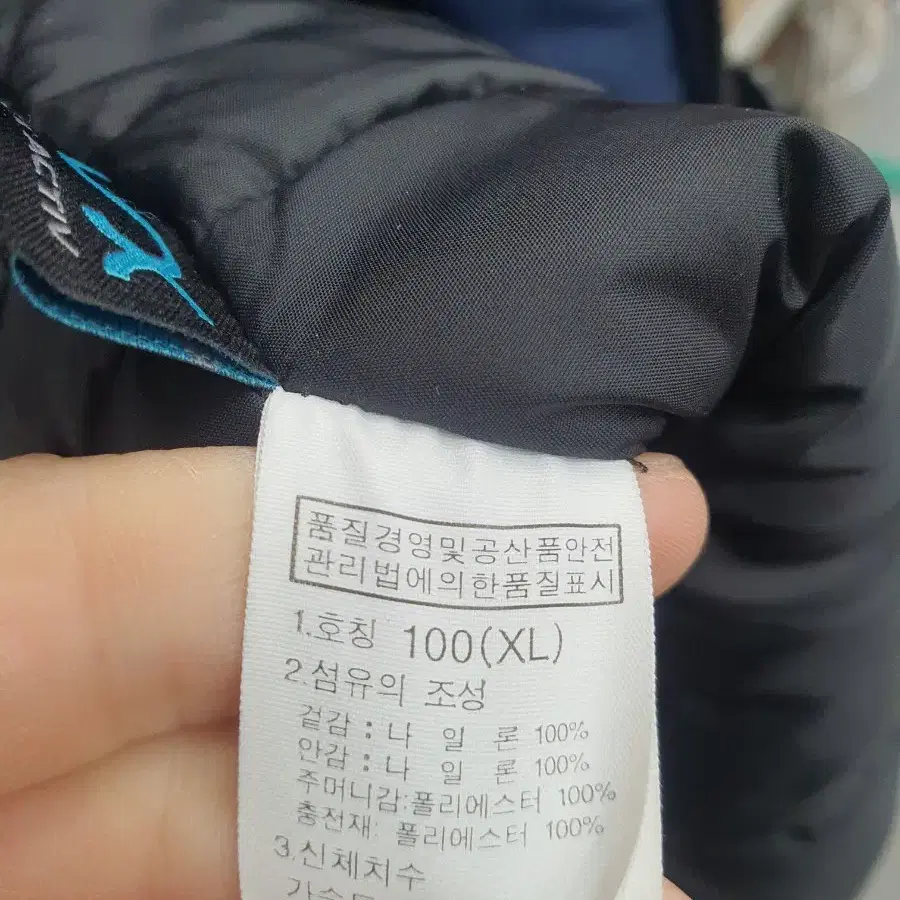 품질경영및공산품안전
관리법에의한품질표시
1.호칭 100(XL)
2.섬유의 조성
겉감 : 나 일 론 100%
안감 : 나 일 론 100%
주머니감:폴리에스터 100%
충전재: 폴리에스터 100%
3.신체치수